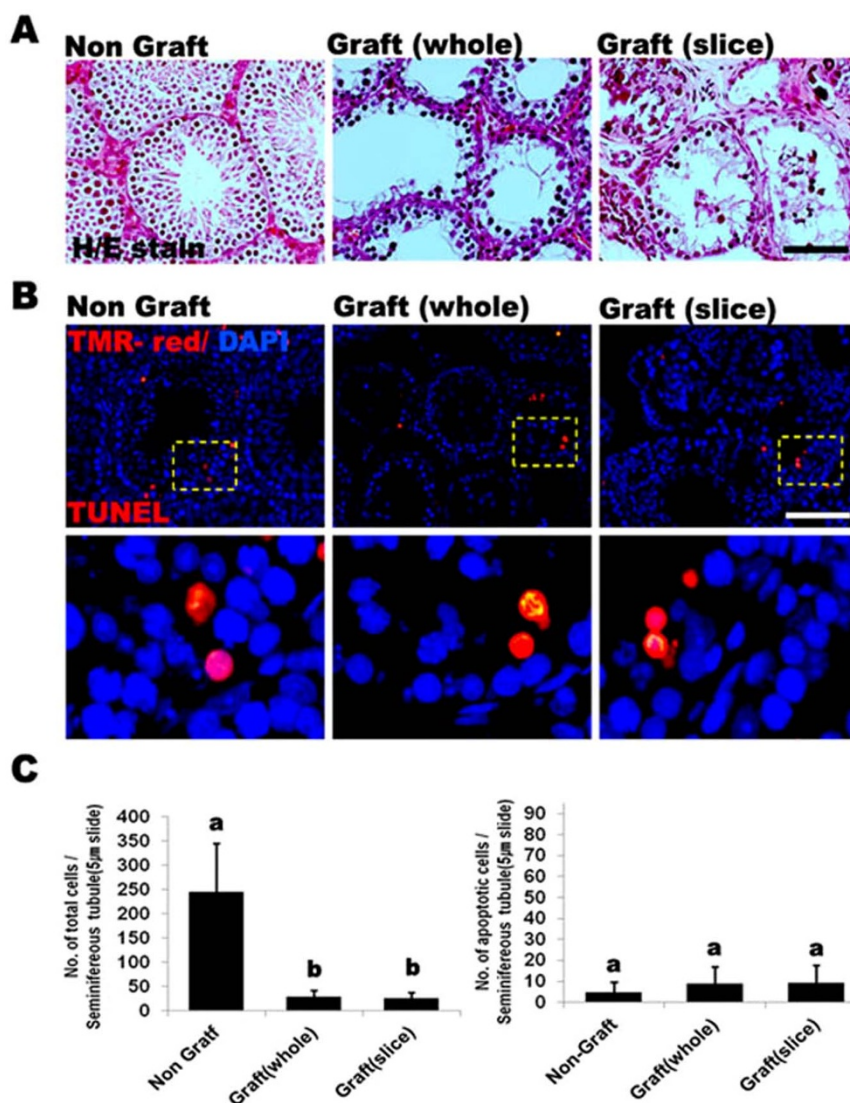 A
Non Graft
Graft (whole)
Graft (slice)
H/E stain
B
Non Graft
Graft (whole)
Graft (slice)
TMR- red/ DAPI
TUNEL
C
No. of total cells /
Seminifereous tubule(5㎛ slide)
400
350
300
250
200
150
100
50
0
a
b
b
Non Graff
Graft(whole)
Graft(slice)
No. of apoptotic cells /
Seminifereous tubule(5㎛ slide)
90
80
70
60
50
40
30
20
10
0
a
a
a
Non-Graft
Graft(whole)
Graft(slice)